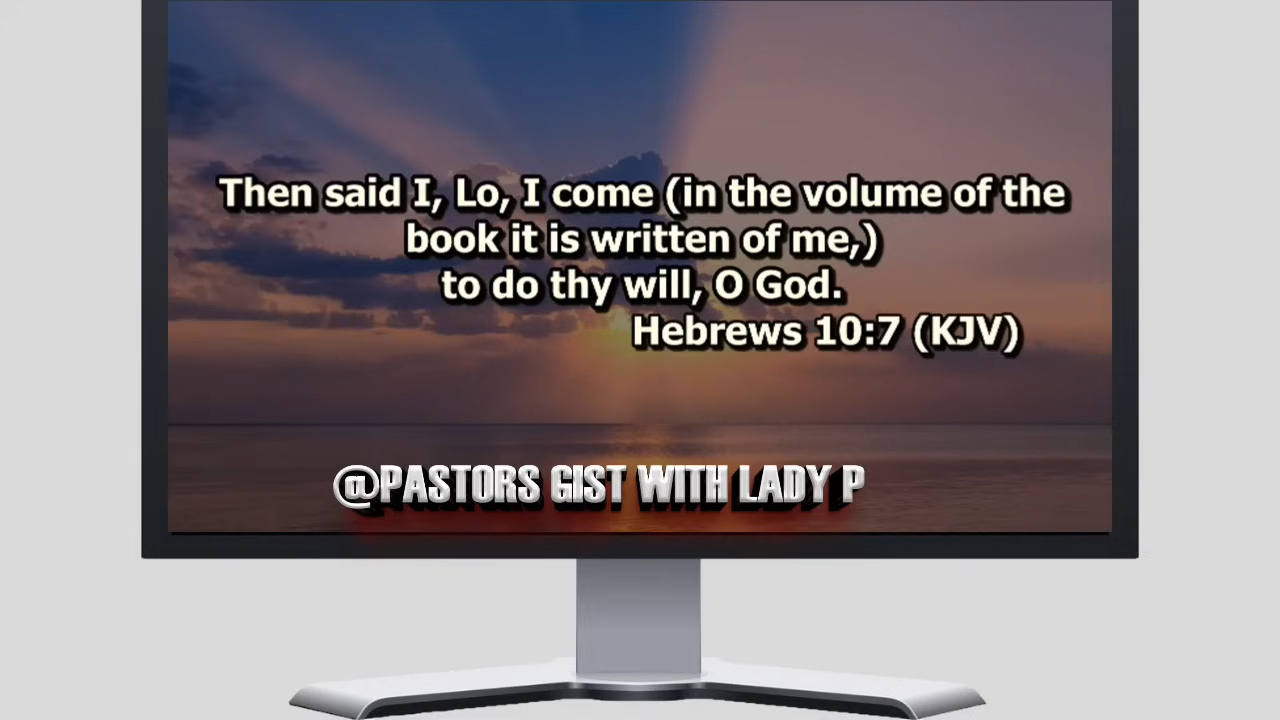 Then said I, Lo, I come (in the volume of the
book it is written of me,)
to do thy will, O God.
Hebrews 10:7 (KJV)
@PASTORS GIST WITH LADY P